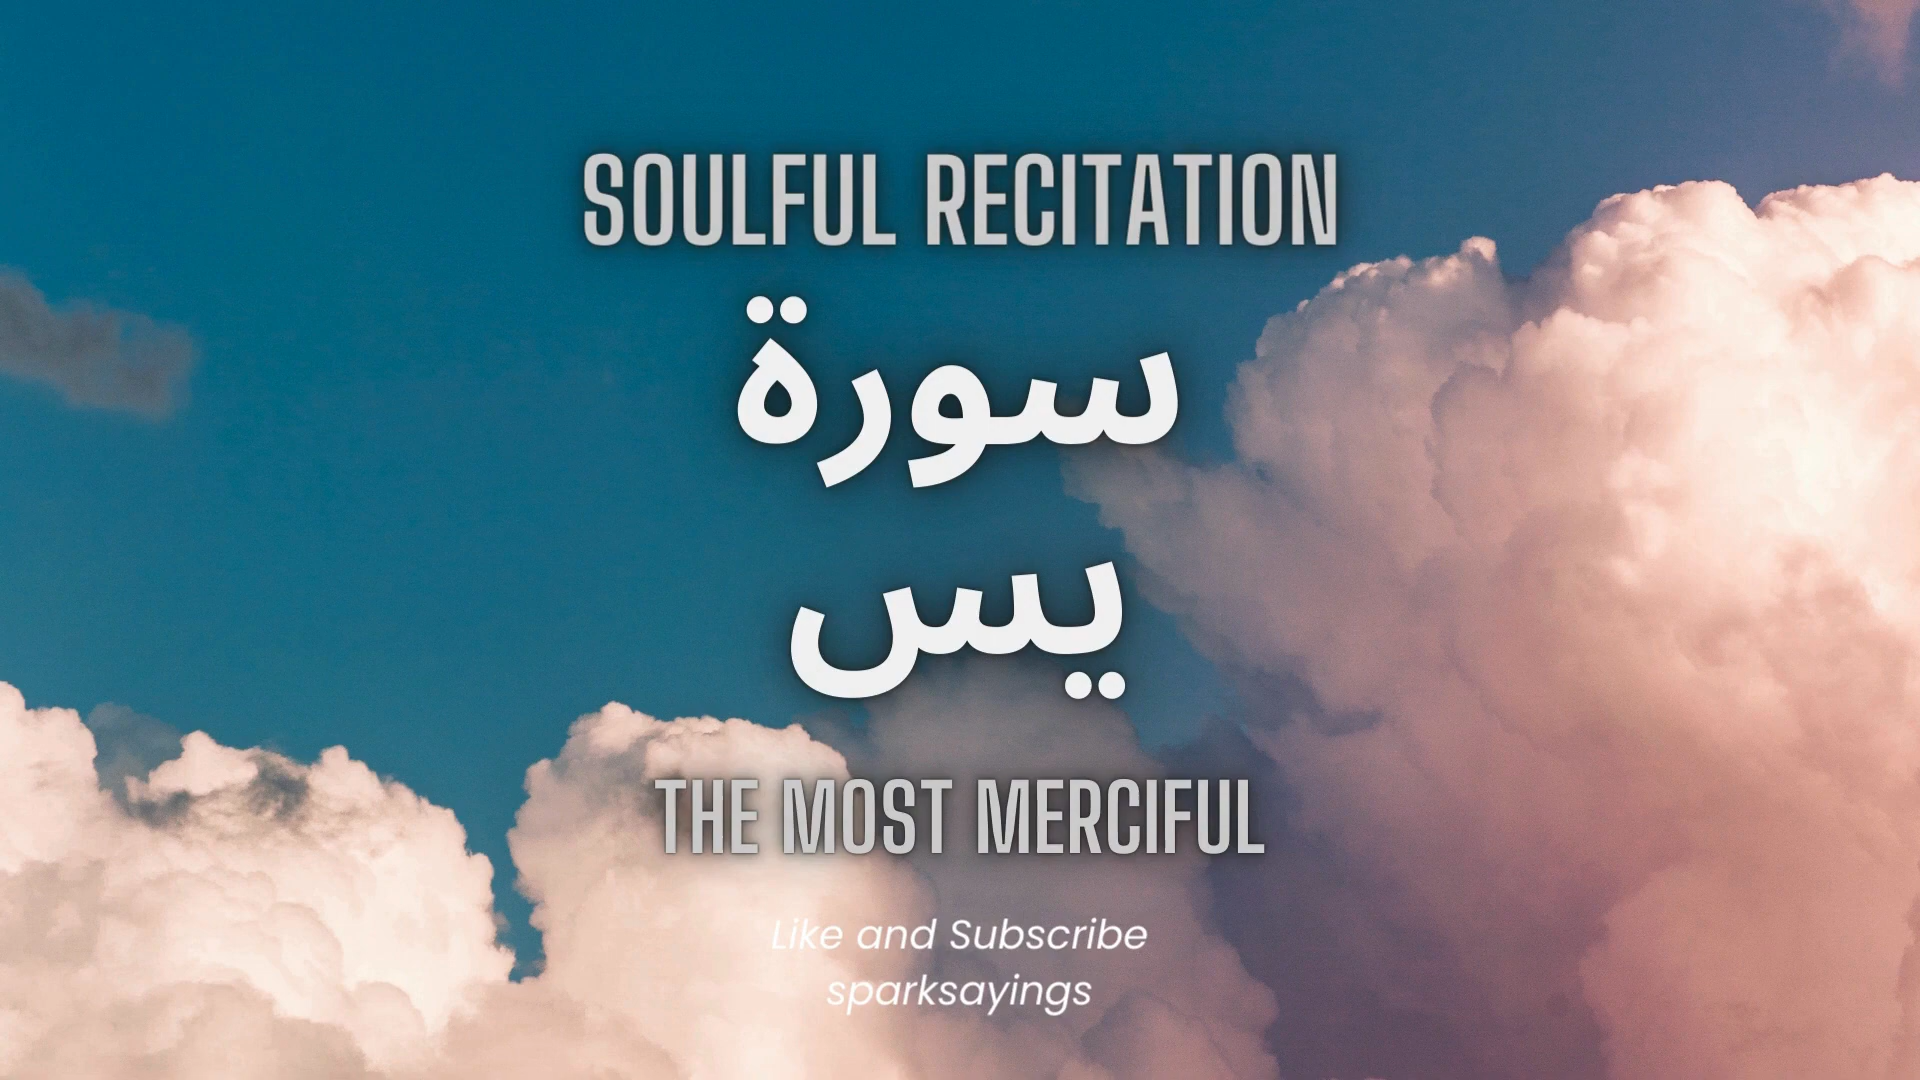 SOULFUL RECITATION
سورة
يس
THE MOST MERCIFUL
Like and Subscribe
sparksayings